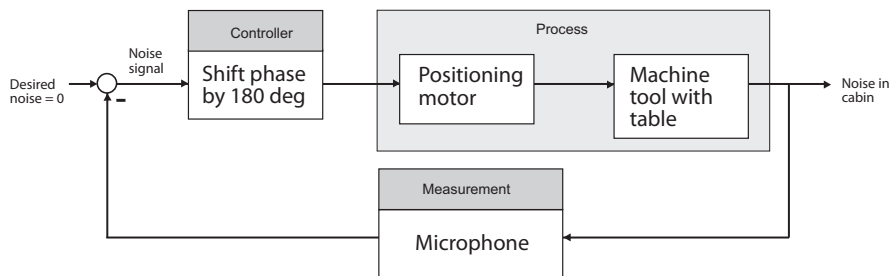 Controller
Process
Noise
signal
Desired
noise = 0
Shift phase
by 180 deg
Positioning
motor
Machine
tool with
table
Noise in
cabin
-
Measurement
Microphone